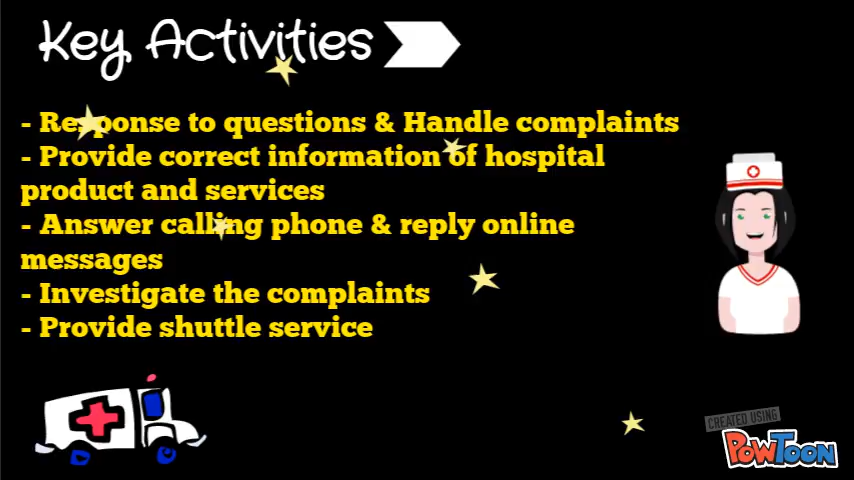 Key Activities
- Response to questions & Handle complaints
- Provide correct information of hospital
product and services
- Answer calling phone & reply online
messages
- Investigate the complaints
- Provide shuttle service
CREATED USING
PowToon